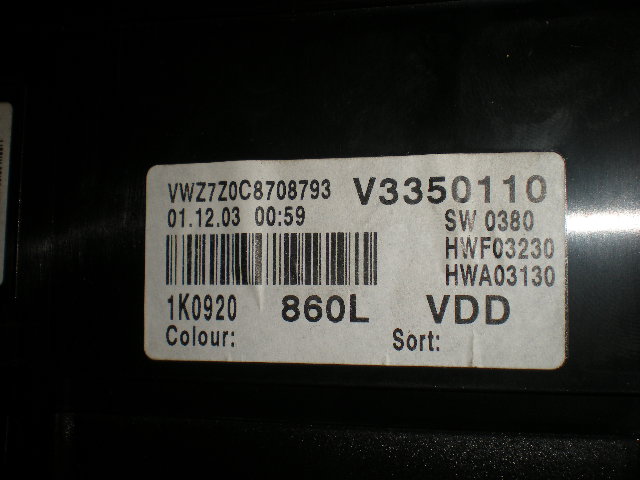 VWZ7Z0C8708793 V3350110
01.12.03 00:59 SW 0380
HWF03230
HWA03130
1K0920 860L VDD
Colour: Sort: